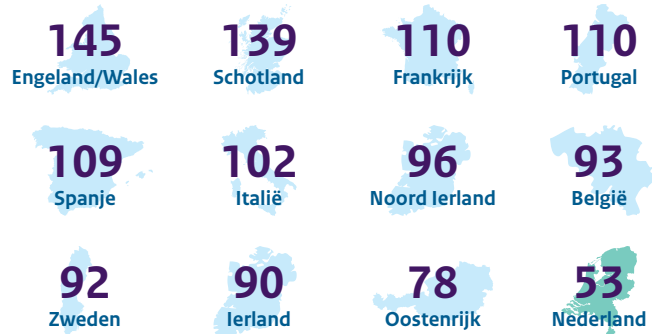 145
Engeland/Wales
139
Schotland
110
Frankrijk
110
Portugal
109
Spanje
102
Italië
96
Noord Ierland
93
België
92
Zweden
90
Ierland
78
Oostenrijk
53
Nederland